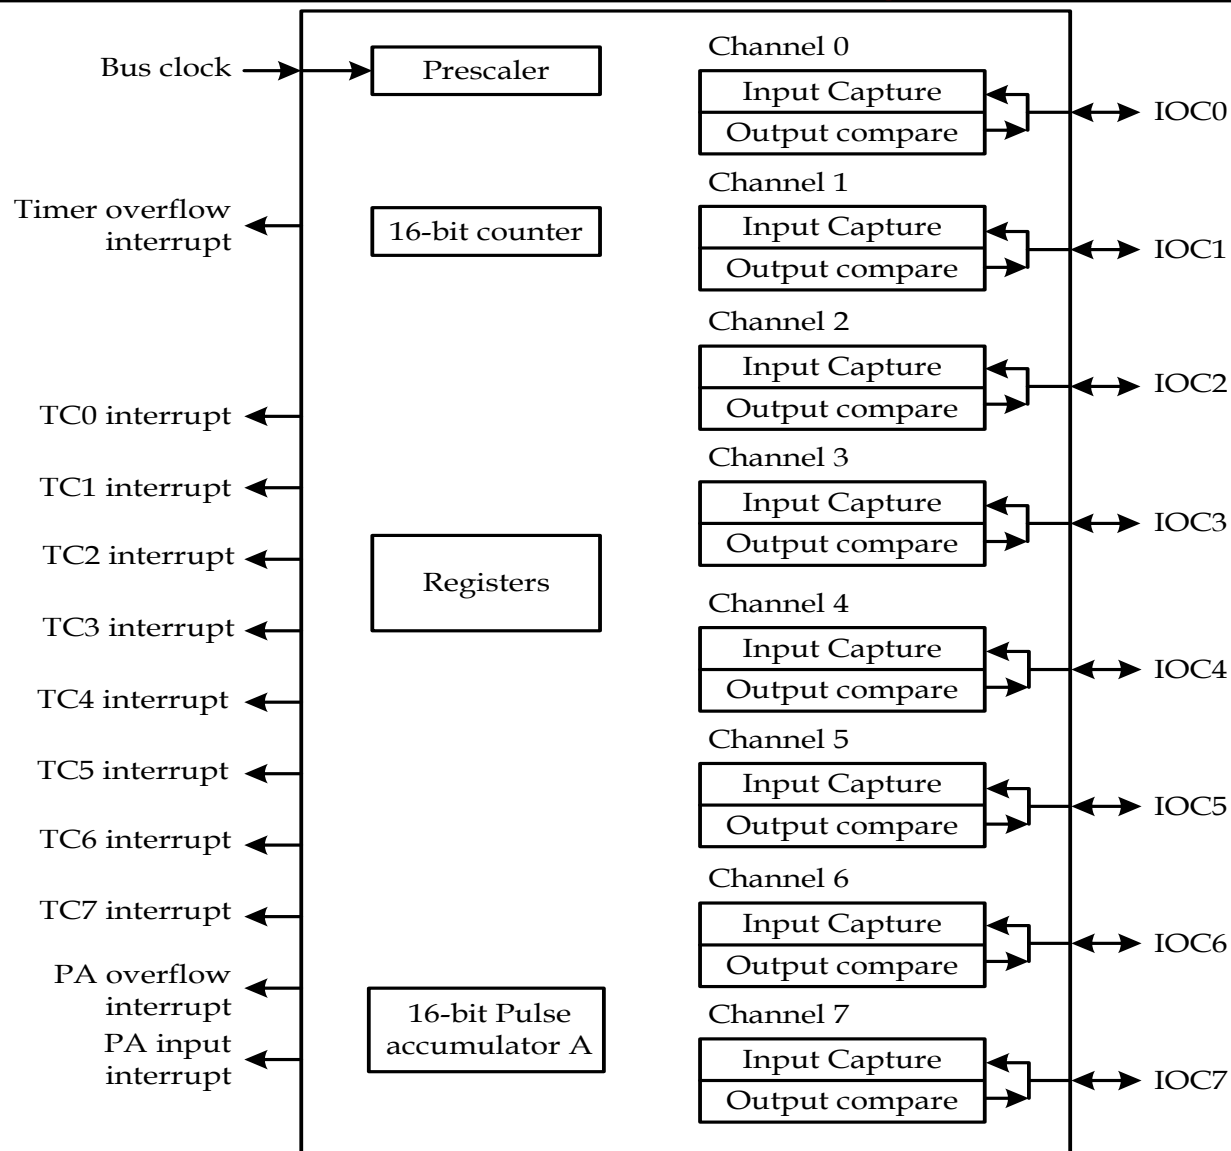 Bus clock
Timer overflow
interrupt
TC0 interrupt
TC1 interrupt
TC2 interrupt
TC3 interrupt
TC4 interrupt
TC5 interrupt
TC6 interrupt
TC7 interrupt
PA overflow
interrupt
PA input
interrupt
Prescaler
16-bit counter
Registers
16-bit Pulse
accumulator A
Channel 0
Input Capture
Output compare
IOC0
Channel 1
Input Capture
Output compare
IOC1
Channel 2
Input Capture
Output compare
IOC2
Channel 3
Input Capture
Output compare
IOC3
Channel 4
Input Capture
Output compare
IOC4
Channel 5
Input Capture
Output compare
IOC5
Channel 6
Input Capture
Output compare
IOC6
Channel 7
Input Capture
Output compare
IOC7